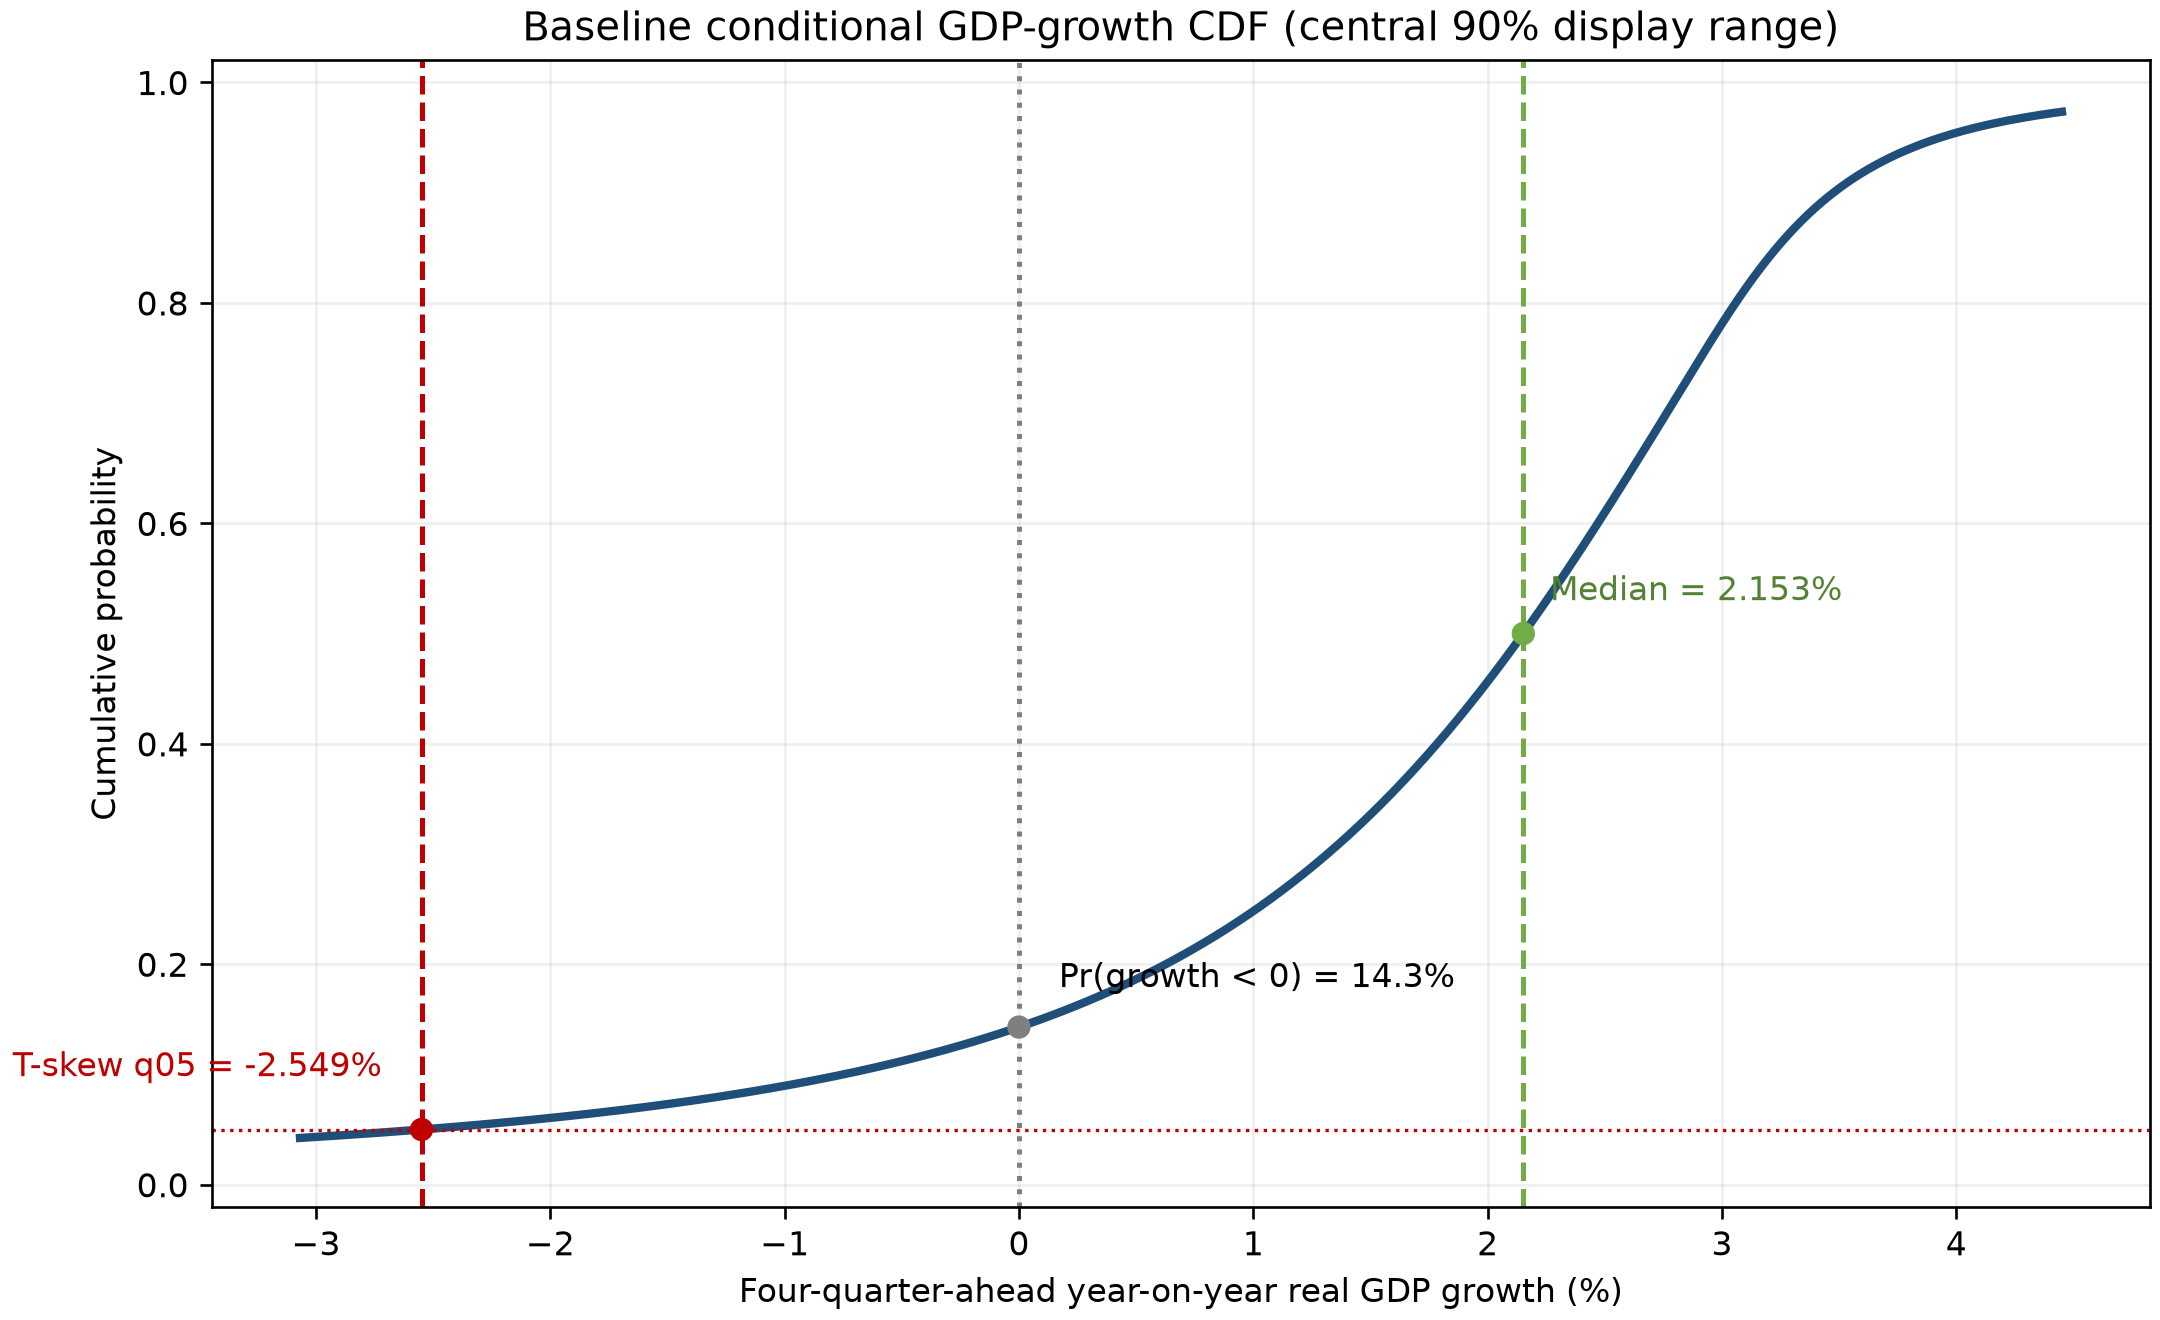 Baseline conditional GDP-growth CDF (central 90% display range)
1.0
0.8
0.6
0.4
0.2
0.0
Cumulative probability
Median = 2.153%
Pr(growth < 0) = 14.3%
T-skew q05 = -2.549%
−3 −2 −1 0 1 2 3 4
Four-quarter-ahead year-on-year real GDP growth (%)